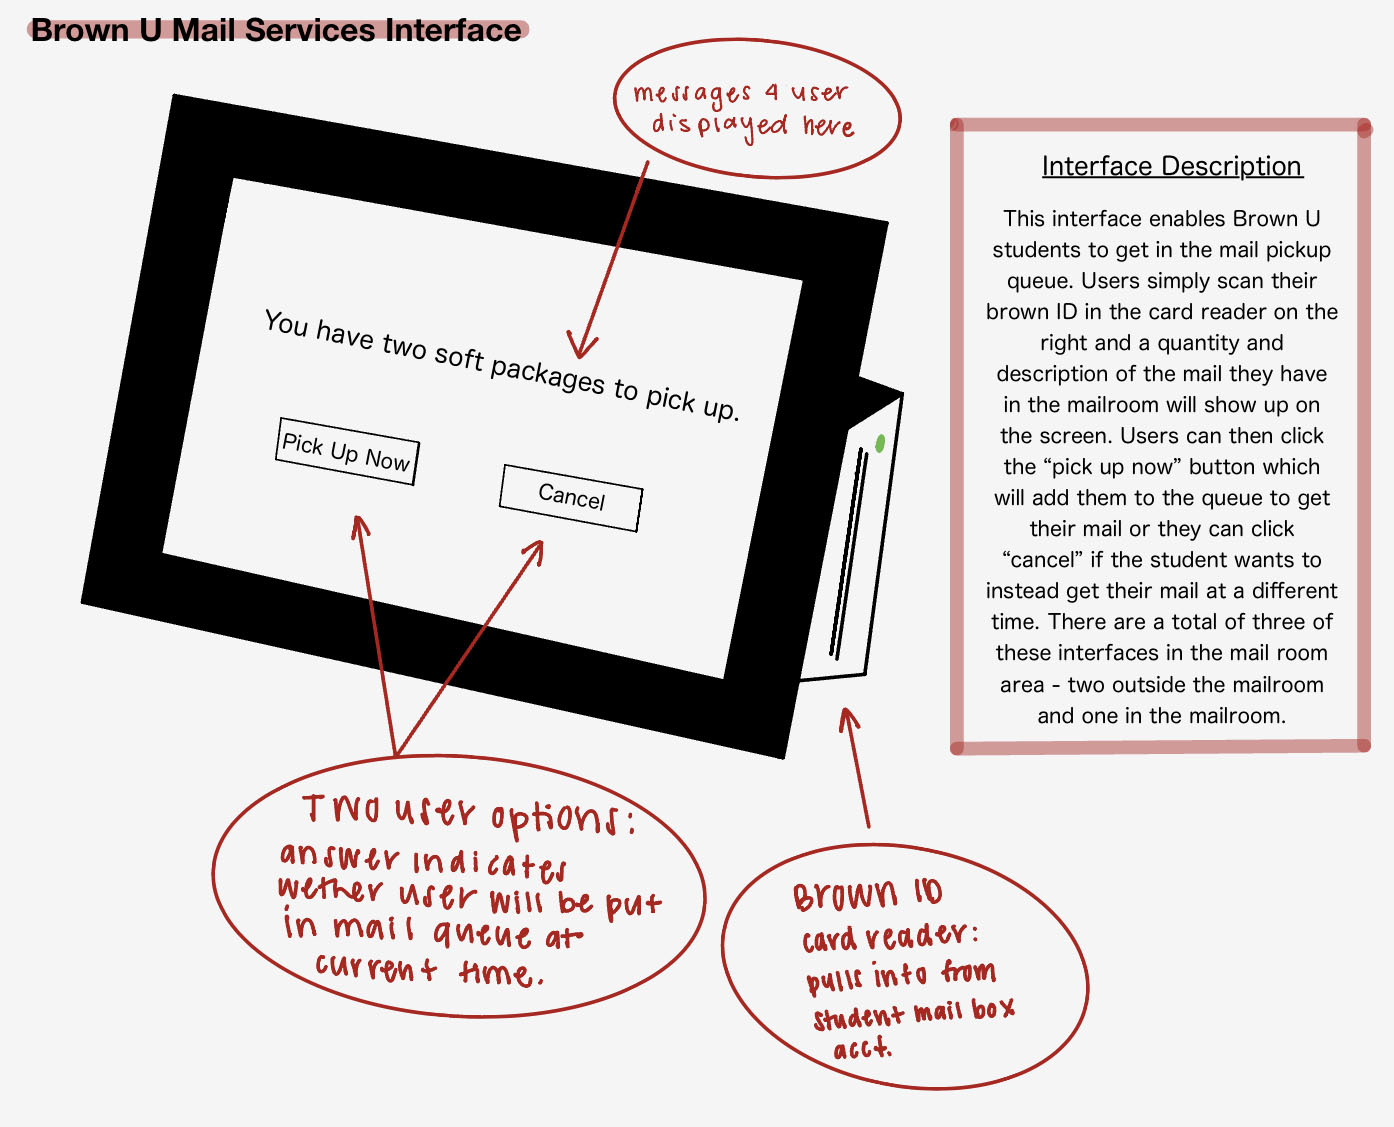 Brown U Mail Services Interface
messages 4 user
displayed here
You have two soft packages to pick up.
Pick Up Now
Cancel
Two user options:
answer indicates
wether user will be put
in mail queue at
current time.
Brown ID
card reader:
pulls info from
student mail box
acct.
Interface Description
This interface enables Brown U
students to get in the mail pickup
queue. Users simply scan their
brown ID in the card reader on the
right and a quantity and
description of the mail they have
in the mailroom will show up on
the screen. Users can then click
the “pick up now” button which
will add them to the queue to get
their mail or they can click
“cancel” if the student wants to
instead get their mail at a different
time. There are a total of three of
these interfaces in the mail room
area - two outside the mailroom
and one in the mailroom.